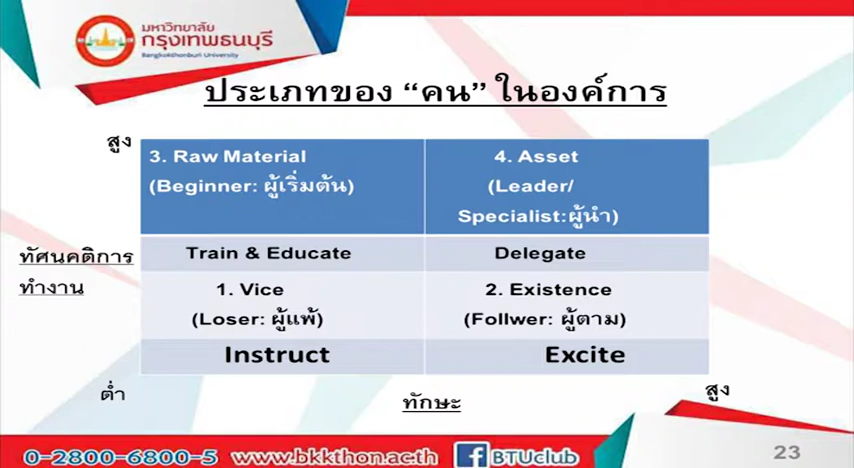 มหาวิทยาลัย
กรุงเทพธนบุรี
Bangkokthonburi University
ประเภทของ “คน” ในองค์การ
สูง
3. Raw Material
(Beginner: ผู้เริ่มต้น)
4. Asset
(Leader/
Specialist:ผู้นำ)
ทัศนคติการ
ทำงาน
Train & Educate
Delegate
1. Vice
(Loser: ผู้แพ้)
2. Existence
(Follwer: ผู้ตาม)
Instruct
Excite
ต่ำ
ทักษะ
สูง
0-2800-6800-5 www.bkkthon.ac.th f BTUclub
23